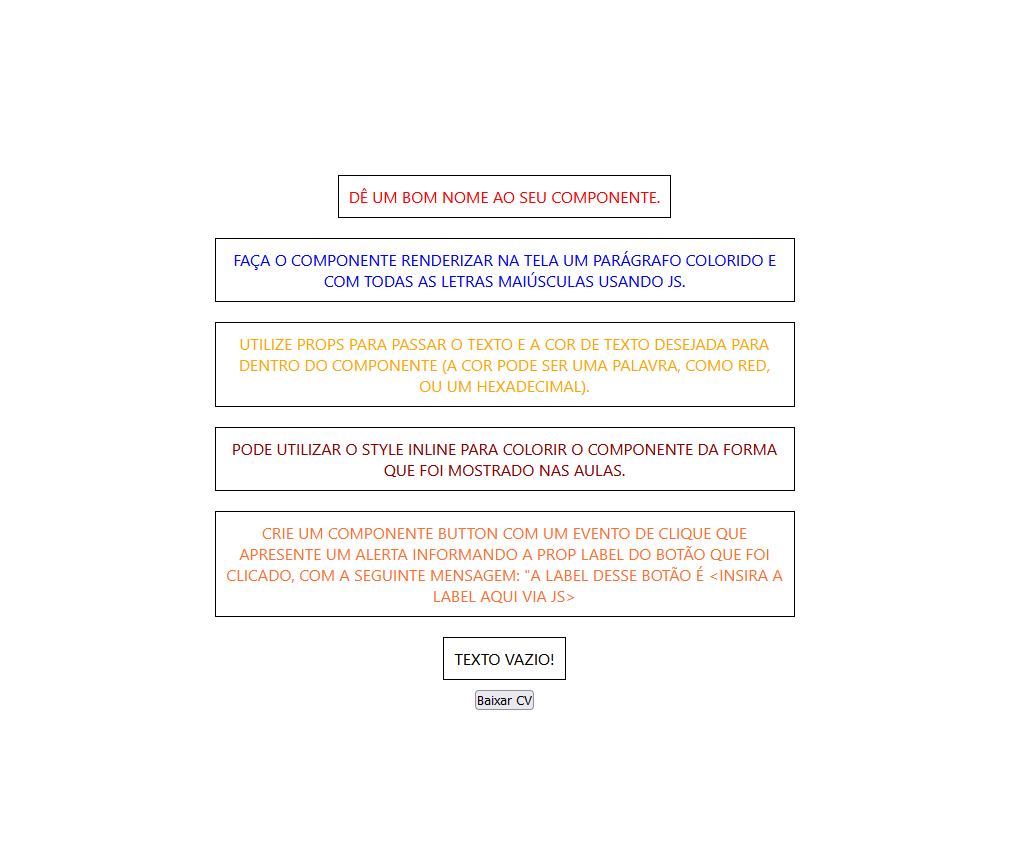 DÊ UM BOM NOME AO SEU COMPONENTE.
FAÇA O COMPONENTE RENDERIZAR NA TELA UM PARÁGRAFO COLORIDO E
COM TODAS AS LETRAS MAIÚSCULAS USANDO JS.
UTILIZE PROPS PARA PASSAR O TEXTO E A COR DE TEXTO DESEJADA PARA
DENTRO DO COMPONENTE (A COR PODE SER UMA PALAVRA, COMO RED,
OU UM HEXADECIMAL).
PODE UTILIZAR O STYLE INLINE PARA COLORIR O COMPONENTE DA FORMA
QUE FOI MOSTRADO NAS AULAS.
CRIE UM COMPONENTE BUTTON COM UM EVENTO DE CLIQUE QUE
APRESENTE UM ALERTA INFORMANDO A PROP LABEL DO BOTÃO QUE FOI
CLICADO, COM A SEGUINTE MENSAGEM: "A LABEL DESSE BOTÃO É <INSIRA A
LABEL AQUI VIA JS>
TEXTO VAZIO!
Baixar CV